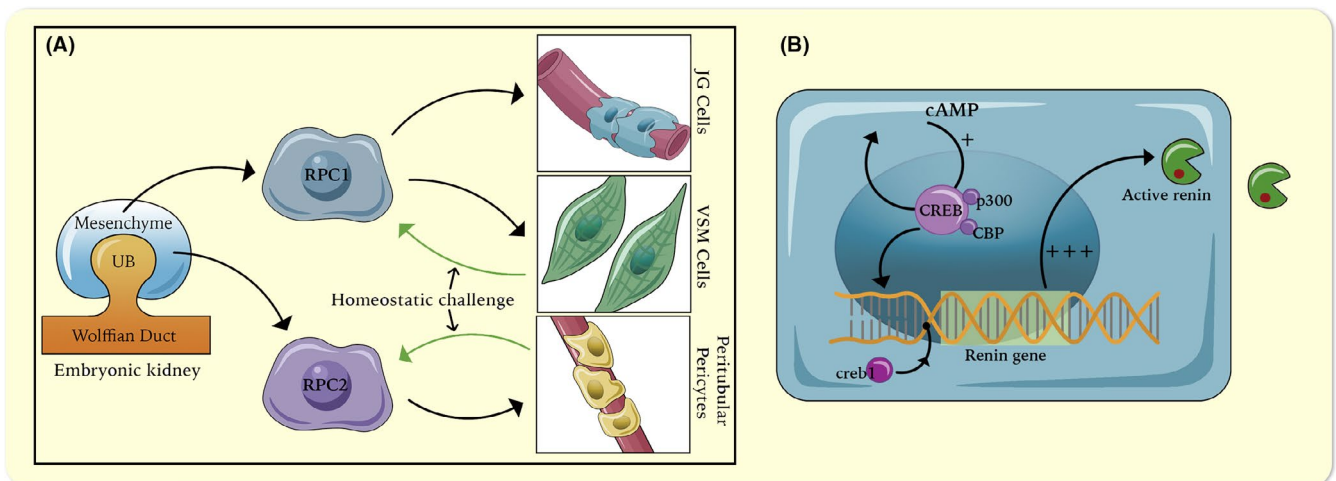 (A)
Mesenchyme
UB
Wolffian Duct
Embryonic kidney
RPC1
RPC2
Homeostatic challenge
JG Cells
VSM Cells
Peritubular
Pericytes
(B)
cAMP
+
CREB
p300
CBP
+++
Active renin
Renin gene
creb1